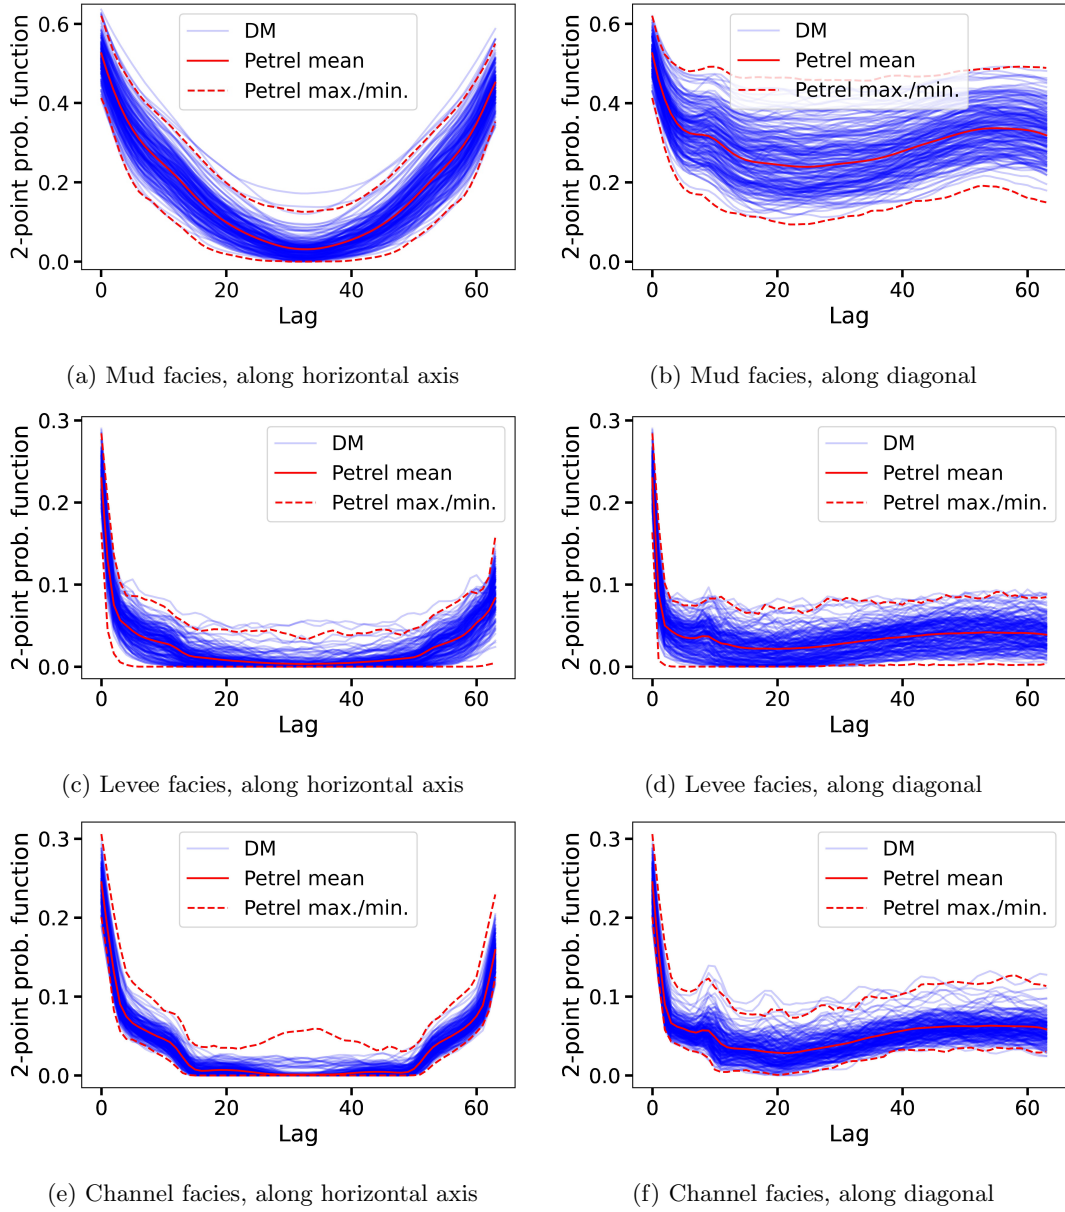 2-point prob. function
0.6
0.4
0.2
0.0
DM
Petrel mean
Petrel max./min.
0 20 40 60
Lag
(a) Mud facies, along horizontal axis
2-point prob. function
0.6
0.4
0.2
0.0
DM
Petrel mean
Petrel max./min.
0 20 40 60
Lag
(b) Mud facies, along diagonal
2-point prob. function
0.3
0.2
0.1
0.0
DM
Petrel mean
Petrel max./min.
0 20 40 60
Lag
(c) Levee facies, along horizontal axis
2-point prob. function
0.3
0.2
0.1
0.0
DM
Petrel mean
Petrel max./min.
0 20 40 60
Lag
(d) Levee facies, along diagonal
2-point prob. function
0.3
0.2
0.1
0.0
DM
Petrel mean
Petrel max./min.
0 20 40 60
Lag
(e) Channel facies, along horizontal axis
2-point prob. function
0.3
0.2
0.1
0.0
DM
Petrel mean
Petrel max./min.
0 20 40 60
Lag
(f) Channel facies, along diagonal